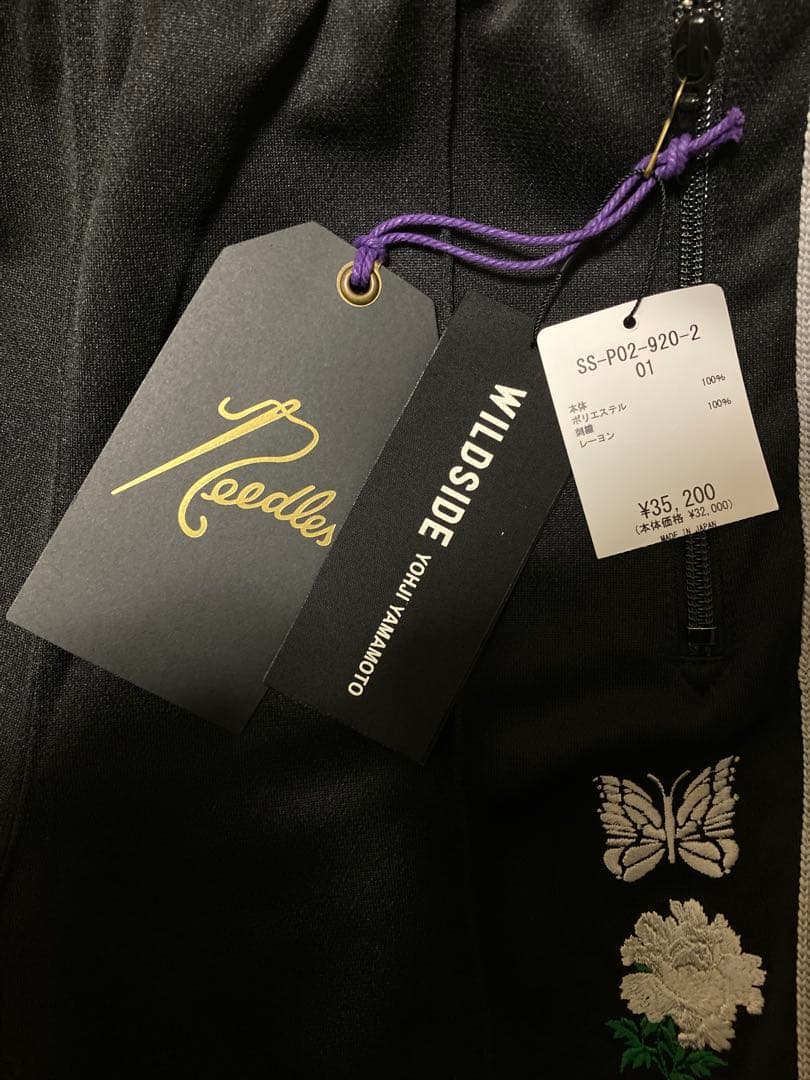 Needles
WILDSIDE YOHJI YAMAMOTO
SS-P02-920-2
01
100%
本体
ポリエステル 100%
刺繍
レーヨン
¥35,200
(本体価格 ¥32,000)
MADE IN JAPAN